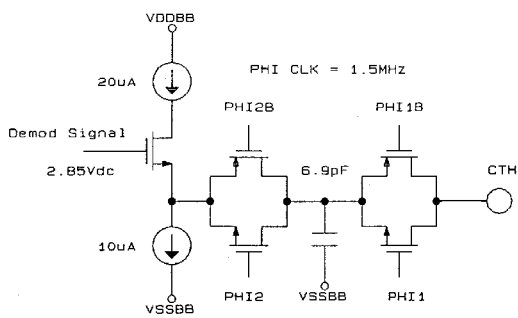 VDDBB
20uA
PHI CLK = 1.5MHz
PHI2B
PHI1B
Demod Signal
2.85Vdc
6.9pF
CTH
10uA
PHI2
VSSBB
PHI1
VSSBB